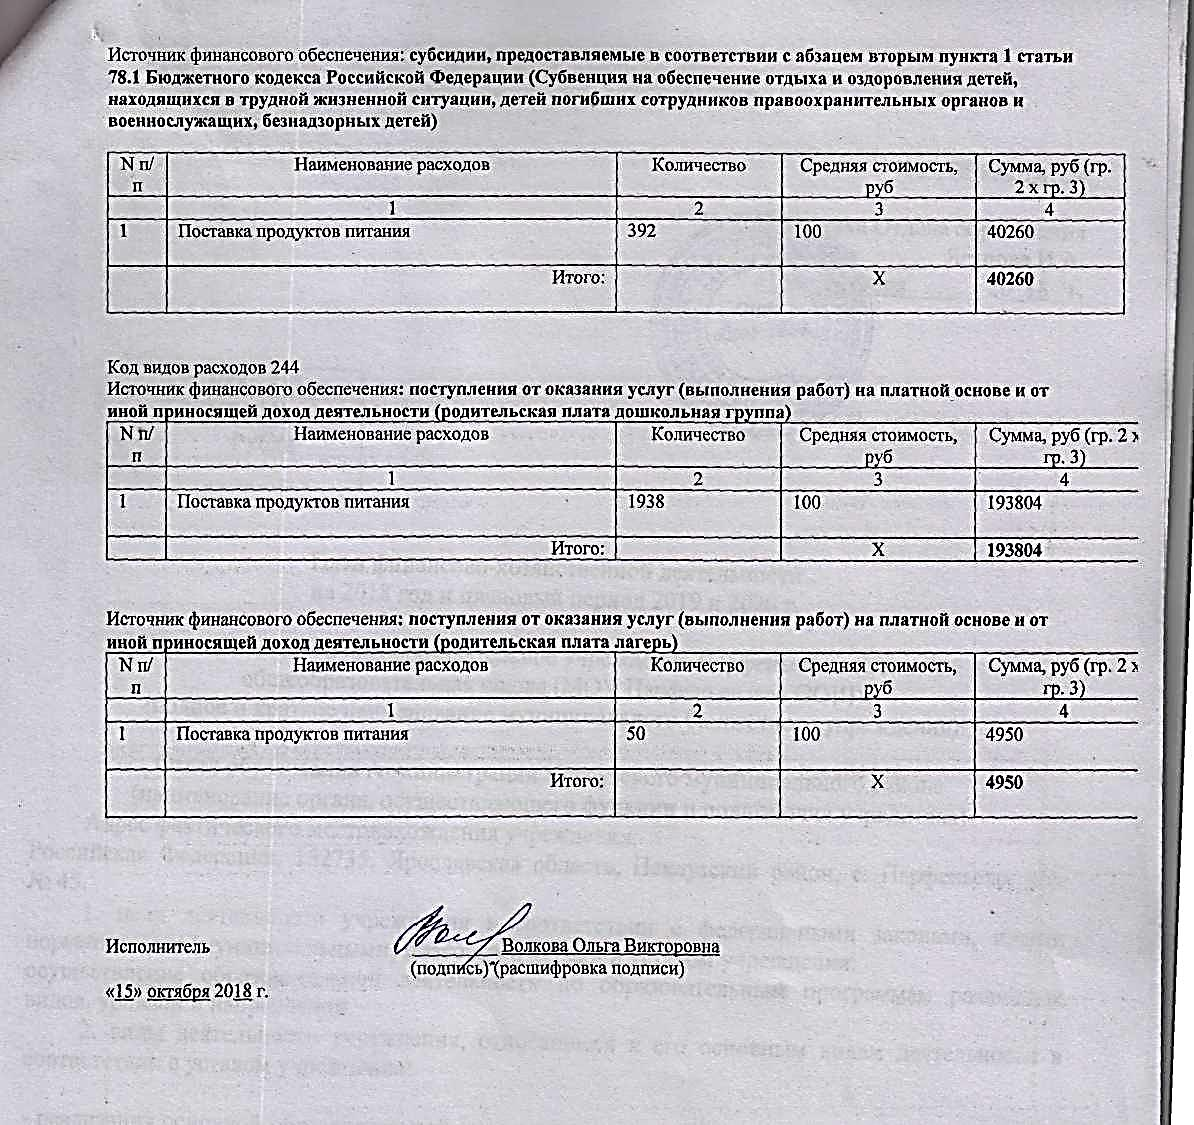 Источник финансового обеспечения: субсидии, предоставляемые в соответствии с абзацем вторым пункта 1 статьи
78.1 Бюджетного кодекса Российской Федерации (Субвенция на обеспечение отдыха и оздоровления детей,
находящихся в трудной жизненной ситуации, детей погибших сотрудников правоохранительных органов и
военнослужащих, безнадзорных детей)
N п/ Наименование расходов Количество Средняя стоимость, Сумма, руб (гр.
п руб 2 х гр. 3)
1 2 3 4
1 Поставка продуктов питания 392 100 40260
Итого: Х 40260
Код видов расходов 244
Источник финансового обеспечения: поступления от оказания услуг (выполнения работ) на платной основе и от
иной приносящей доход деятельности (родительская плата дошкольная группа)
N п/ Наименование расходов Количество Средняя стоимость, Сумма, руб (гр. 2 х
п руб гр. 3)
1 2 3 4
1 Поставка продуктов питания 1938 100 193804
Итого: Х 193804
Источник финансового обеспечения: поступления от оказания услуг (выполнения работ) на платной основе и от
иной приносящей доход деятельности (родительская плата лагерь)
N п/ Наименование расходов Количество Средняя стоимость, Сумма, руб (гр. 2 х
п руб гр. 3)
1 2 3 4
1 Поставка продуктов питания 50 100 4950
Итого: Х 4950
Исполнитель Волкова Ольга Викторовна
(подпись) (расшифровка подписи)
«15» октября 2018 г.